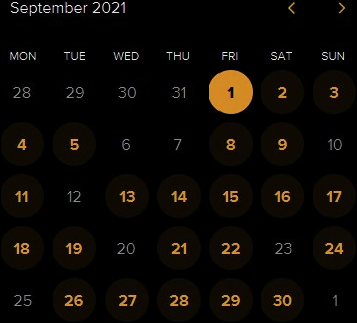 September 2021
MON TUE WED THU FRI SAT SUN
28 29 30 31 1 2 3
4 5 6 7 8 9 10
11 12 13 14 15 16 17
18 19 20 21 22 23 24
25 26 27 28 29 30 1